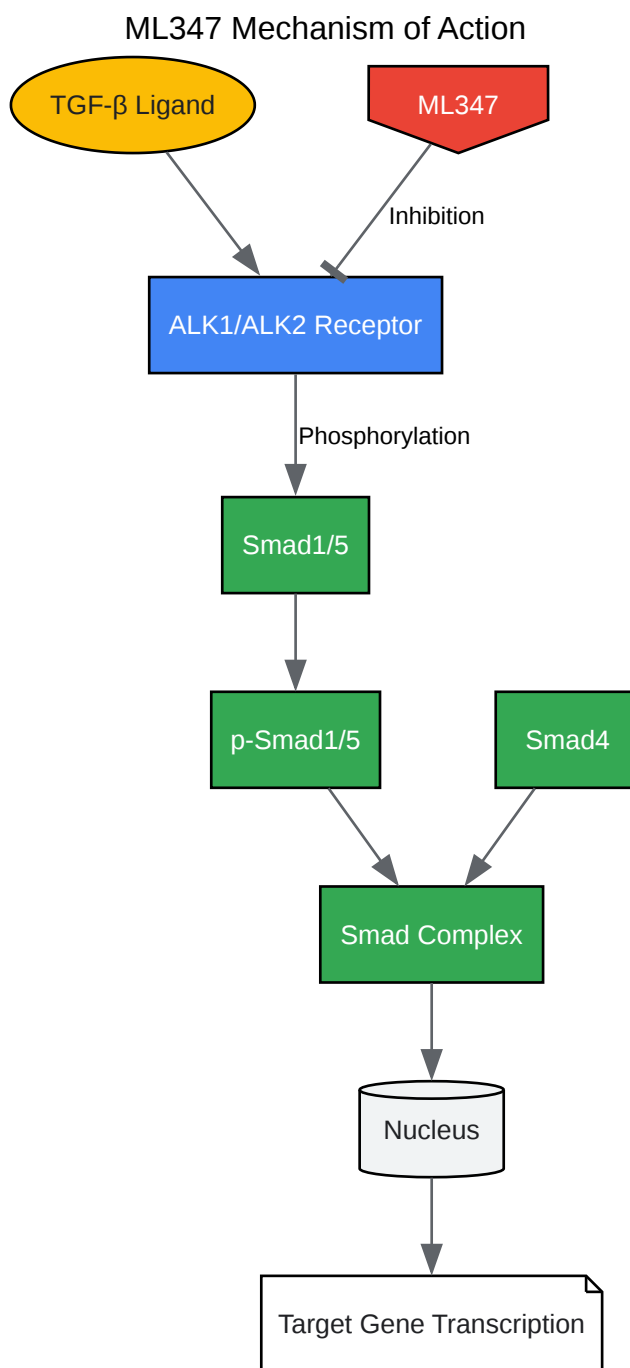 ML347 Mechanism of Action
TGF-β Ligand
ML347
Inhibition
ALK1/ALK2 Receptor
Phosphorylation
Smad1/5
p-Smad1/5
Smad4
Smad Complex
Nucleus
Target Gene Transcription